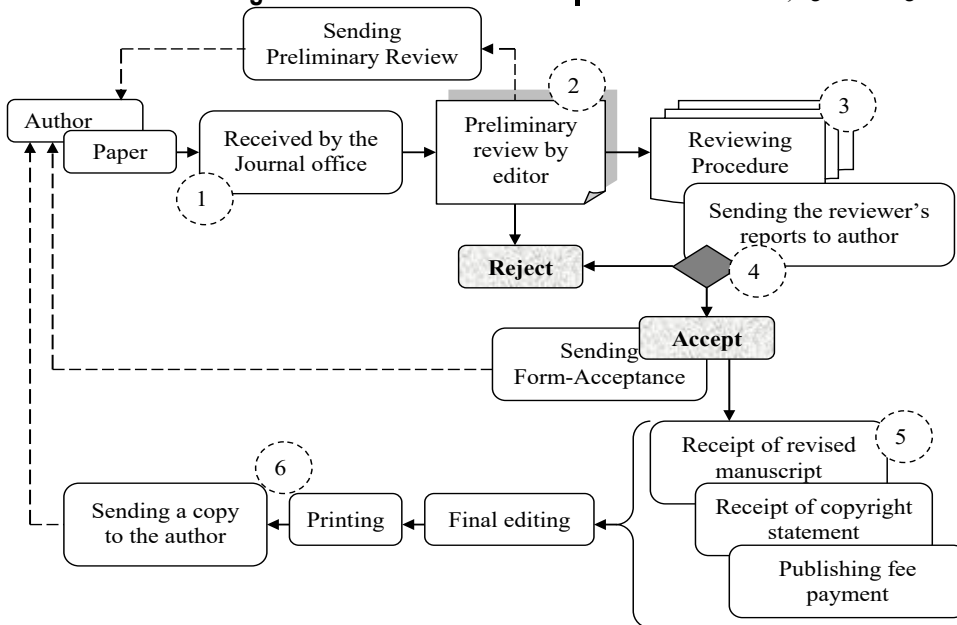 Sending
Preliminary Review
2
3
Author
Paper
Received by the
Journal office
Preliminary
review by
editor
Reviewing
Procedure
1
Sending the reviewer's
reports to author
Reject
4
Accept
Sending
Form-Acceptance
5
Receipt of revised
manuscript
6
Sending a copy
to the author
Printing
Final editing
Receipt of copyright
statement
Publishing fee
payment